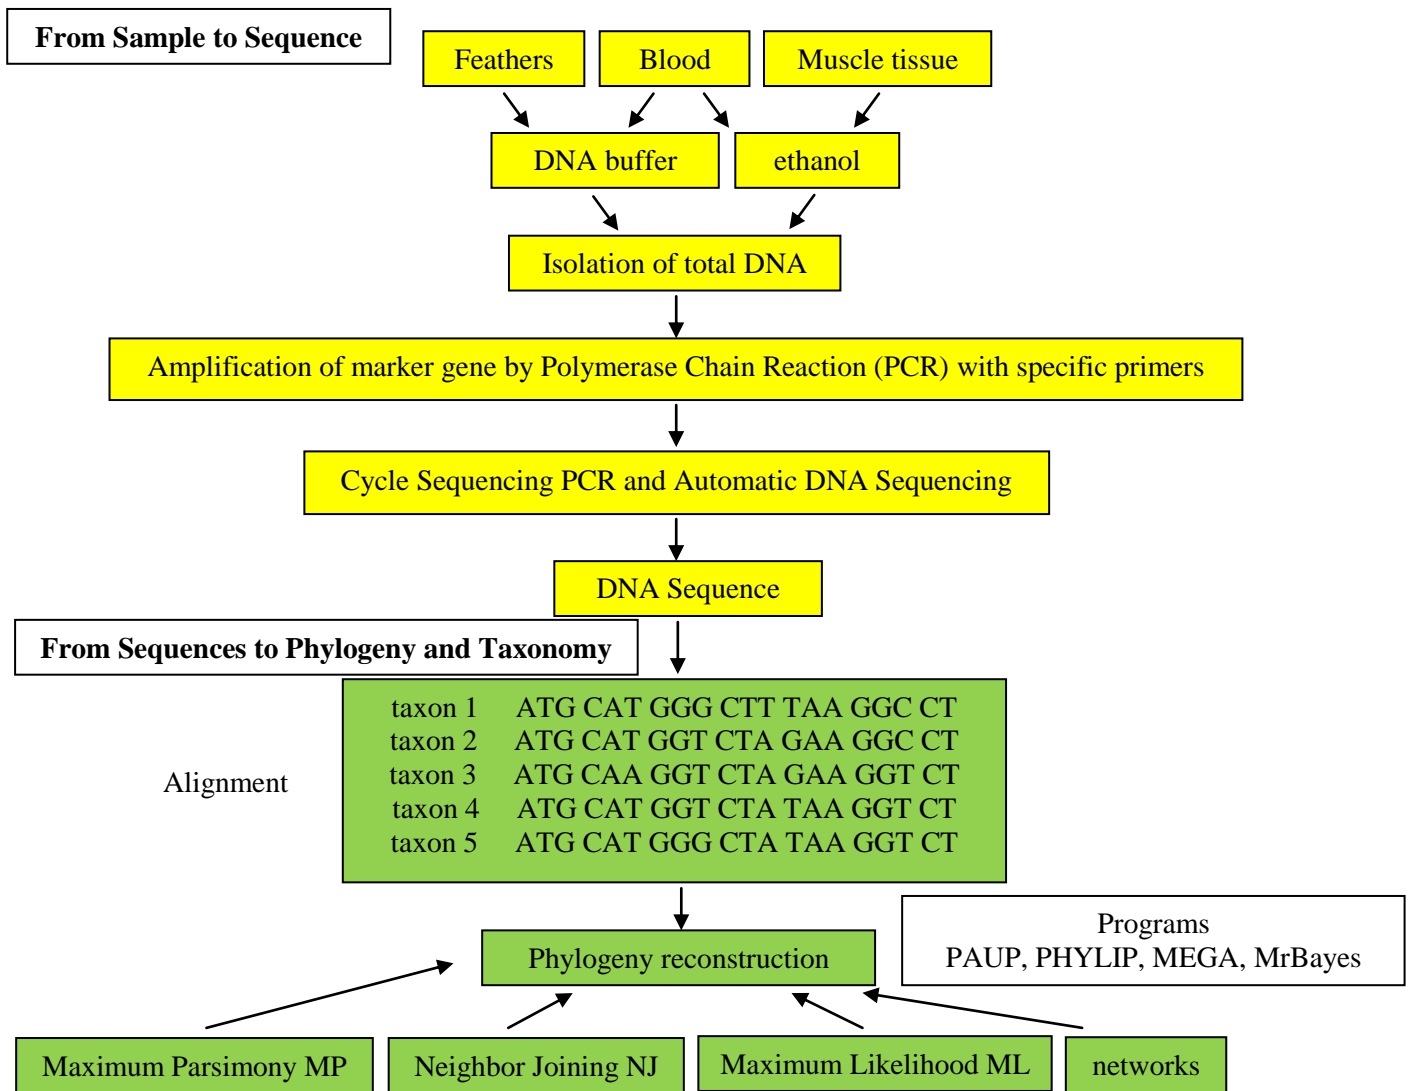 From Sample to Sequence
Feathers
Blood
Muscle tissue
DNA buffer
ethanol
Isolation of total DNA
Amplification of marker gene by Polymerase Chain Reaction (PCR) with specific primers
Cycle Sequencing PCR and Automatic DNA Sequencing
DNA Sequence
From Sequences to Phylogeny and Taxonomy
Alignment
taxon 1 ATG CAT GGG CTT TAA GGC CT
taxon 2 ATG CAT GGT CTA GAA GGC CT
taxon 3 ATG CAA GGT CTA GAA GGT CT
taxon 4 ATG CAT GGT CTA TAA GGT CT
taxon 5 ATG CAT GGG CTA TAA GGT CT
Programs
PAUP, PHYLIP, MEGA, MrBayes
Phylogeny reconstruction
Maximum Parsimony MP
Neighbor Joining NJ
Maximum Likelihood ML
networks